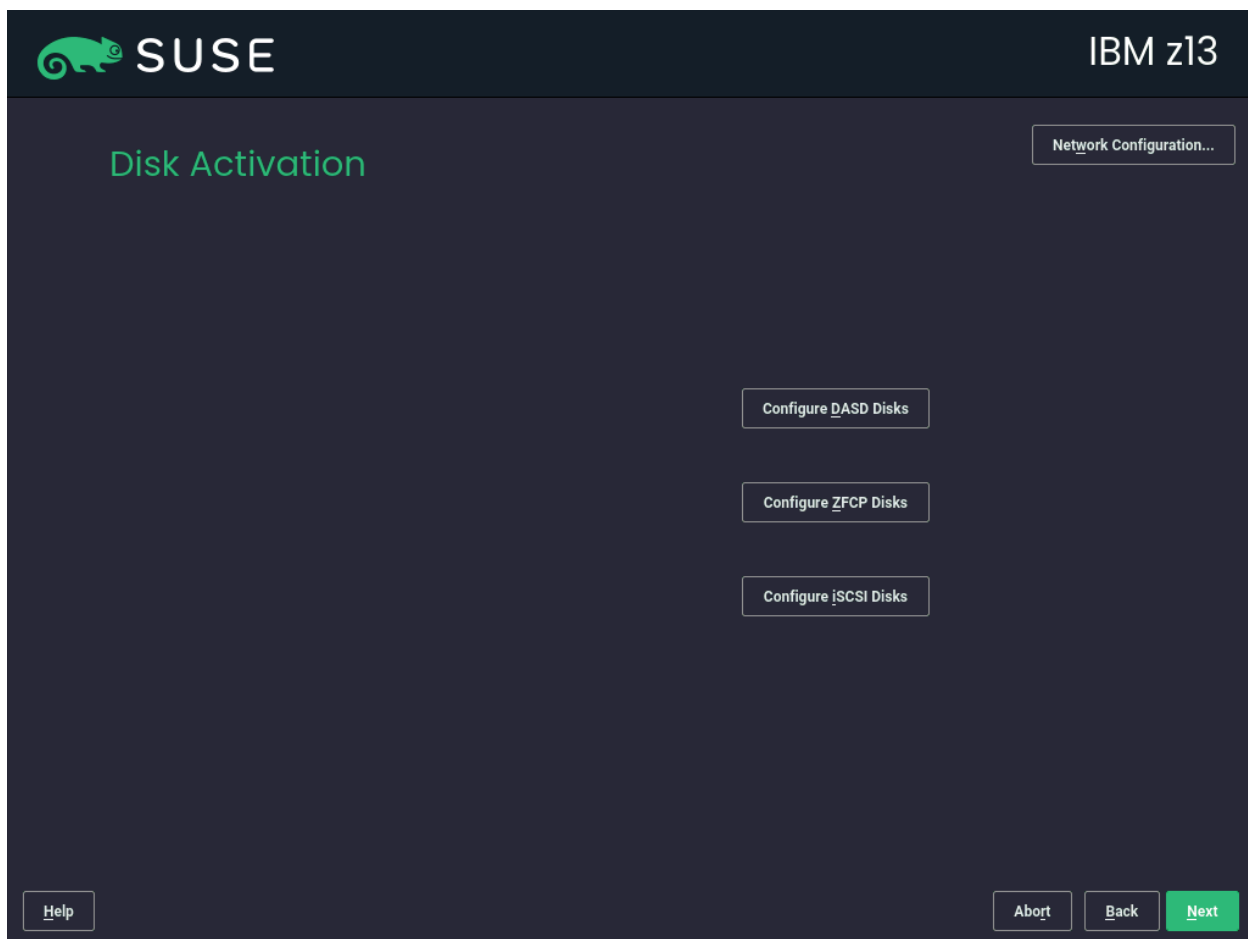 SUSE
IBM z13
Network Configuration...
Disk Activation
Configure DASD Disks
Configure ZFCP Disks
Configure iSCSI Disks
Help
Abort
Back
Next